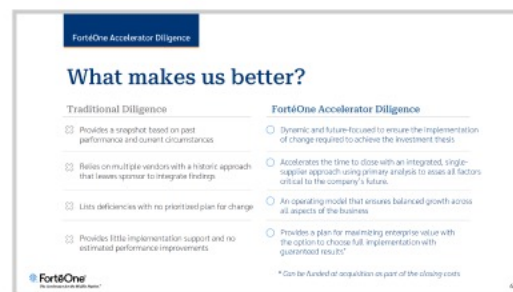 FortéOne Accelerator Diligence
What makes us better?
Traditional Diligence
Provides a snapshot based on past
performance and current circumstances
Relies on multiple vendors with a historic approach
that leaves sponsor to integrate findings
Lists deficiencies with no prioritized plan for change
Provides little implementation support and no
estimated performance improvements
FortéOne Accelerator Diligence
Dynamic and future-focused to ensure the implementation
of change required to achieve the investment thesis
Accelerates the time to close with an integrated, single-
supplier approach using primary analysis to asses all factors
critical to the company's future.
An operating model that ensures balanced growth across
all aspects of the business
Provides a plan for maximizing enterprise value with
the option to choose full implementation with
guaranteed results*
* Can be funded at acquisition as part of the closing costs
FortéOne